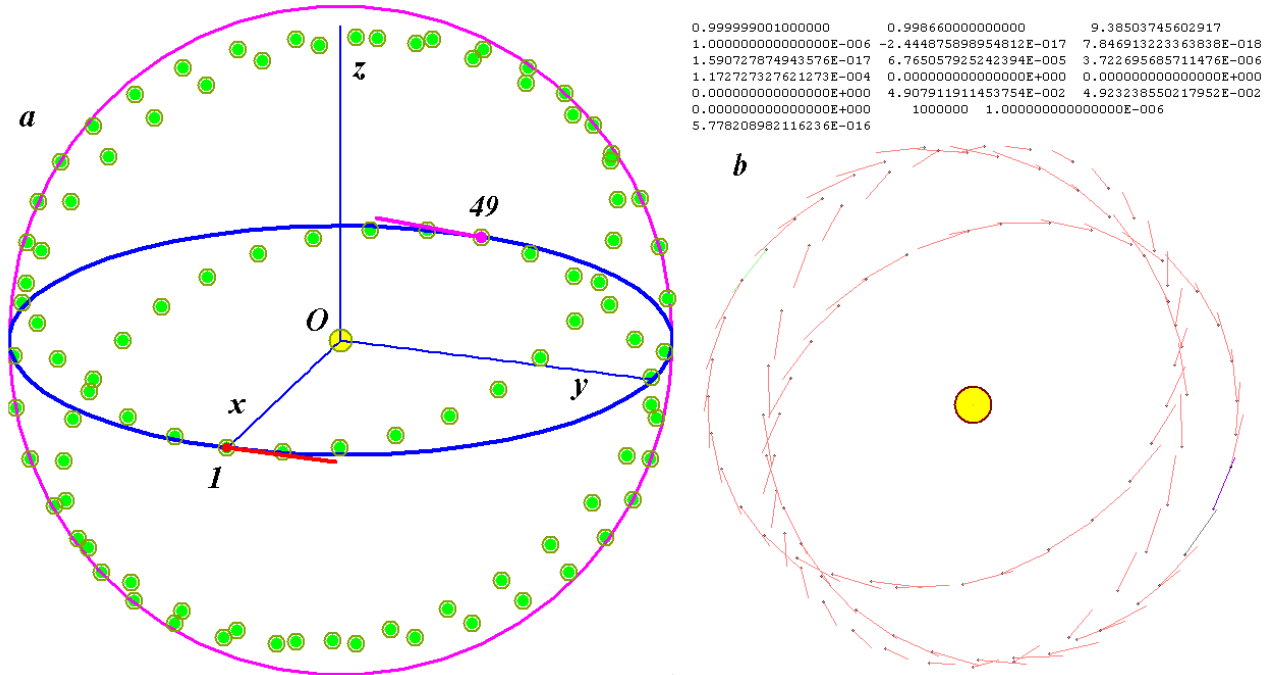 0.9999990001000000 0.998660000000000 9.38503745602917
1.000000000000000E-006 -2.444875898954812E-017 7.846913223363838E-018
1.590727874943576E-017 6.765057925242394E-005 3.722695685711476E-006
1.172727327621273E-004 0.000000000000000E+000 0.000000000000000E+000
0.000000000000000E+000 4.907911911453754E-002 4.923238550217952E-002
0.000000000000000E+000 1000000 1.000000000000000E-006
5.778208982116236E-016
a
z
b
49
O
x
y
1